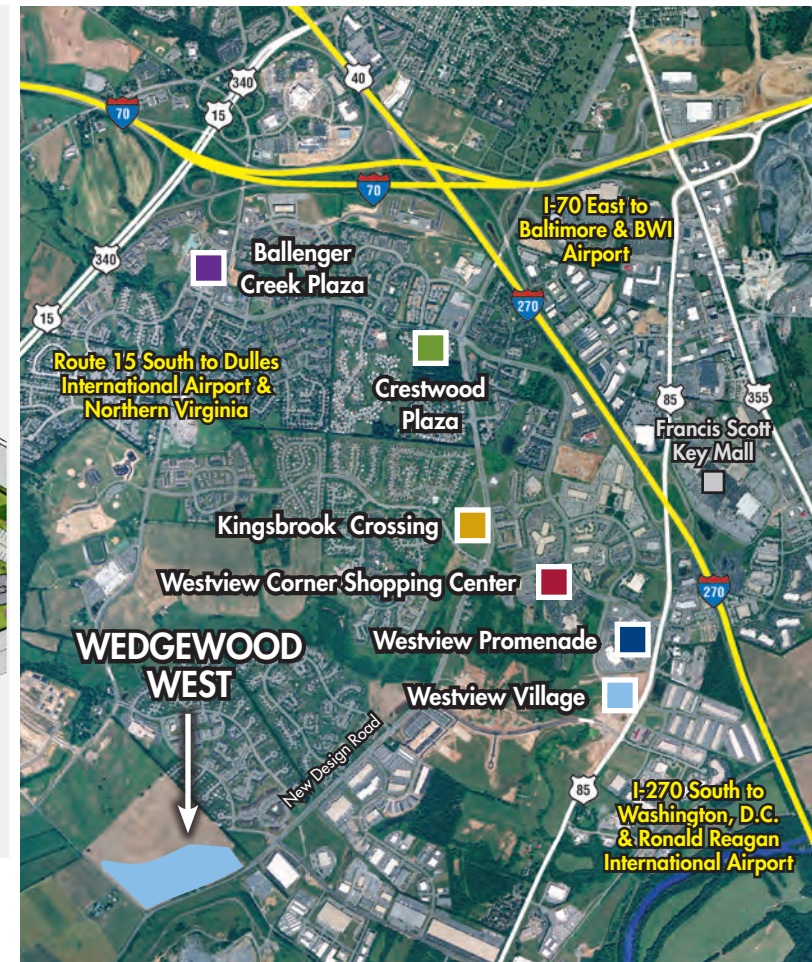 340
40
15
70
70
I-70 East to
Baltimore & BWI
Airport
Ballenger
Creek Plaza
340
270
15
Route 15 South to Dulles
International Airport &
Northern Virginia
Crestwood
Plaza
85
355
Francis Scott
Key Mall
Kingsbrook Crossing
Westview Corner Shopping Center
270
WEDGEWOOD
WEST
Westview Promenade
Westview Village
New Design Road
85
I-270 South to
Washington, D.C.
& Ronald Reagan
International Airport